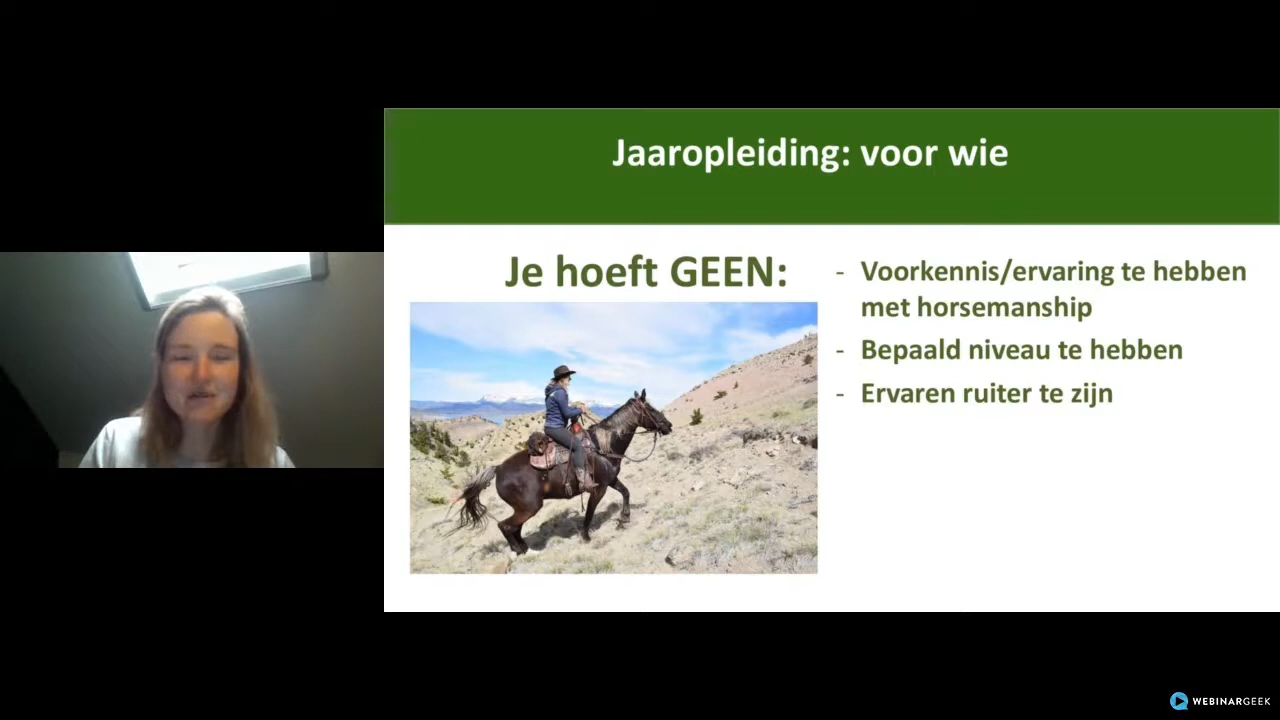 Jaaropleiding: voor wie
Je hoeft GEEN:
- Voorkennis/ervaring te hebben
met horsemanship
- Bepaald niveau te hebben
- Ervaren ruiter te zijn
WEBINARGEEK